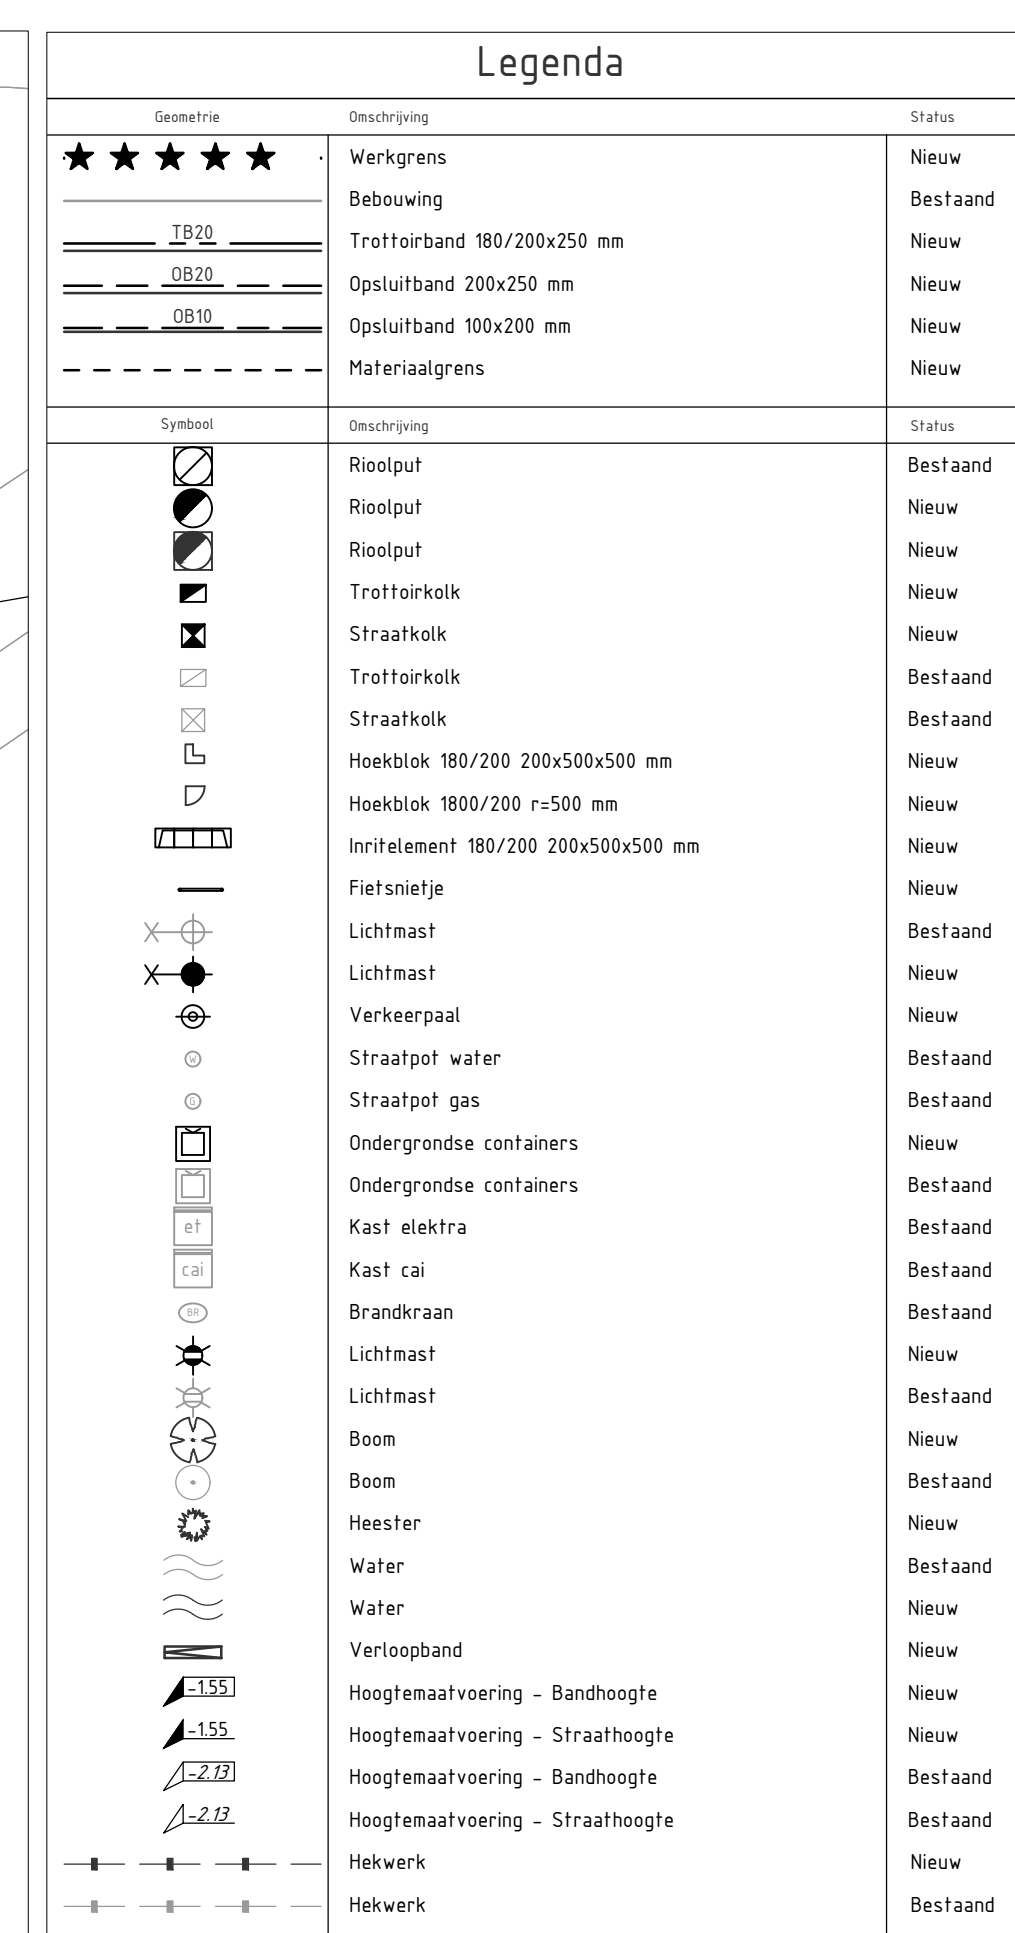 Legenda
Geometrie Omschrijving Status
Werkgrens Nieuw
Bebouwing Bestaand
TB20 Trottoirband 180/200x250 mm Nieuw
OB20 Opsluitband 200x250 mm Nieuw
OB10 Opsluitband 100x200 mm Nieuw
Materiaalgrens Nieuw
Symbool Omschrijving Status
Rioolput Bestaand
Rioolput Nieuw
Rioolput Nieuw
Trottoirkolk Nieuw
Straatkolk Nieuw
Trottoirkolk Bestaand
Straatkolk Bestaand
Hoekblok 180/200 200x500x500 mm Nieuw
Hoekblok 1800/200 r=500 mm Nieuw
Inritelement 180/200 200x500x500 mm Nieuw
Fietsnietje Nieuw
Lichtmast Bestaand
Lichtmast Nieuw
Verkeerpaal Nieuw
W Straatpot water Bestaand
G Straatpot gas Bestaand
Ondergrondse containers Nieuw
Ondergrondse containers Bestaand
et Kast elektra Bestaand
cai Kast cai Bestaand
BR Brandkraan Bestaand
Lichtmast Nieuw
Lichtmast Bestaand
Boom Nieuw
Boom Bestaand
Heester Nieuw
Water Bestaand
Water Nieuw
Verloopband Nieuw
-1.55 Hoogtemaatvoering - Bandhoogte Nieuw
-1.55 Hoogtemaatvoering - Straathoogte Nieuw
-2.13 Hoogtemaatvoering - Bandhoogte Bestaand
-2.13 Hoogtemaatvoering - Straathoogte Bestaand
Hekwerk Nieuw
Hekwerk Bestaand